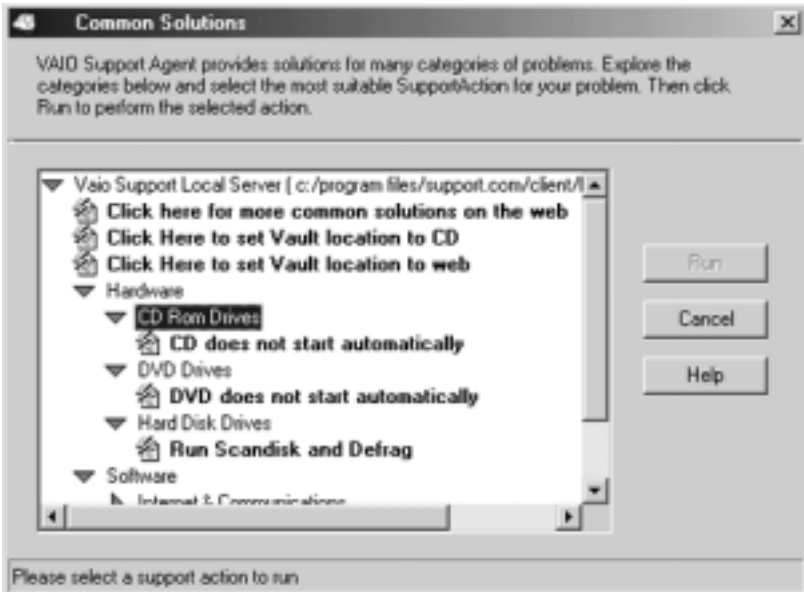 Common Solutions
VAIO Support Agent provides solutions for many categories of problems. Explore the
categories below and select the most suitable SupportAction for your problem. Then click
Run to perform the selected action.
Vaio Support Local Server ( c:/program files/support.com/client/l
Click here for more common solutions on the web
Click Here to set Vault location to CD
Click Here to set Vault location to web
Hardware
CD Rom Drives
CD does not start automatically
DVD Drives
DVD does not start automatically
Hard Disk Drives
Run Scandisk and Defrag
Software
Internet & Communications
Run
Cancel
Help
Please select a support action to run